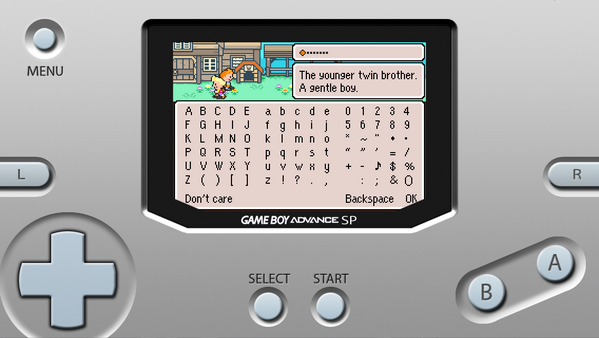 MENU
The younger twin brother.
A gentle boy.
A B C D E a b c d e 0 1 2 3 4
F G H I J f g h i j 5 6 7 8 9
K L M N O k l m n o * ~ " • ·
P Q R S T p q r s t “ ” ’ = /
U V W X Y u v w x y + - ♪ $ %
Z ( ) [ ] z ! ? . , : ; & O
Don't care Backspace OK
L
R
GAME BOY ADVANCE SP
SELECT START
A
B